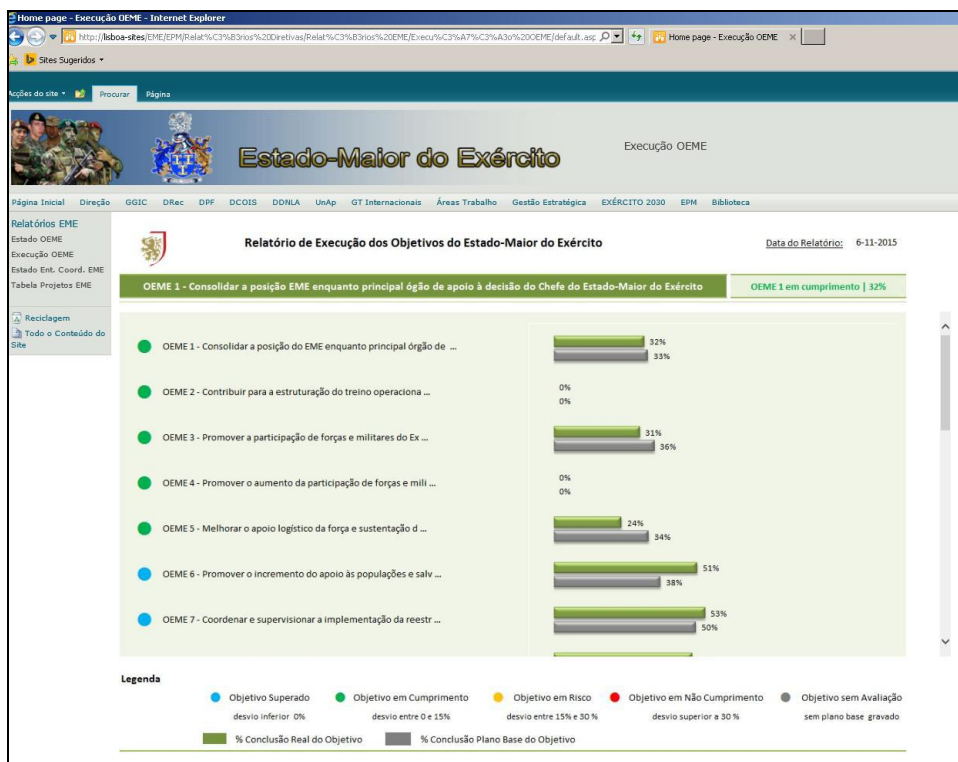 Home page - Execução OEME - Internet Explorer
http://lisboa-sites/EME/EPM/Relat%C3%B3rios%20Diretivas/Relat%C3%B3rios%20EME/Execu%C3%A7%C3%A3o%20OEME/default.asp
Home page - Execução OEME
Sites Sugeridos
Acções do site
Procurar
Página
Estado-Maior do Exército
Execução OEME
Página Inicial Direção GGIC DRec DPF DCOIS DDNLA UnAp GT Internacionais Áreas Trabalho Gestão Estratégica EXÉRCITO 2030 EPM Biblioteca
Relatórios EME
Estado OEME
Execução OEME
Estado Ent. Coord. EME
Tabela Projetos EME
Reciclagem
Todo o Conteúdo do
Site
Relatório de Execução dos Objetivos do Estado-Maior do Exército
Data do Relatório: 6-11-2015
OEME 1 - Consolidar a posição EME enquanto principal ógão de apoio à decisão do Chefe do Estado-Maior do Exército
OEME 1 em cumprimento | 32%
OEME 1 - Consolidar a posição do EME enquanto principal órgão de ...
32%
33%
OEME 2 - Contribuir para a estruturação do treino operaciona ...
0%
0%
OEME 3 - Promover a participação de forças e militares do Ex ...
31%
36%
OEME 4 - Promover o aumento da participação de forças e mili ...
0%
0%
OEME 5 - Melhorar o apoio logístico da força e sustentação d ...
24%
34%
OEME 6 - Promover o incremento do apoio às populações e salv ...
51%
38%
OEME 7 - Coordenar e supervisionar a implementação da reestr ...
53%
50%
Legenda
Objetivo Superado Objetivo em Cumprimento Objetivo em Risco Objetivo em Não Cumprimento Objetivo sem Avaliação
desvio inferior 0% desvio entre 0 e 15% desvio entre 15% e 30 % desvio superior a 30 % sem plano base gravado
% Conclusão Real do Objetivo % Conclusão Plano Base do Objetivo